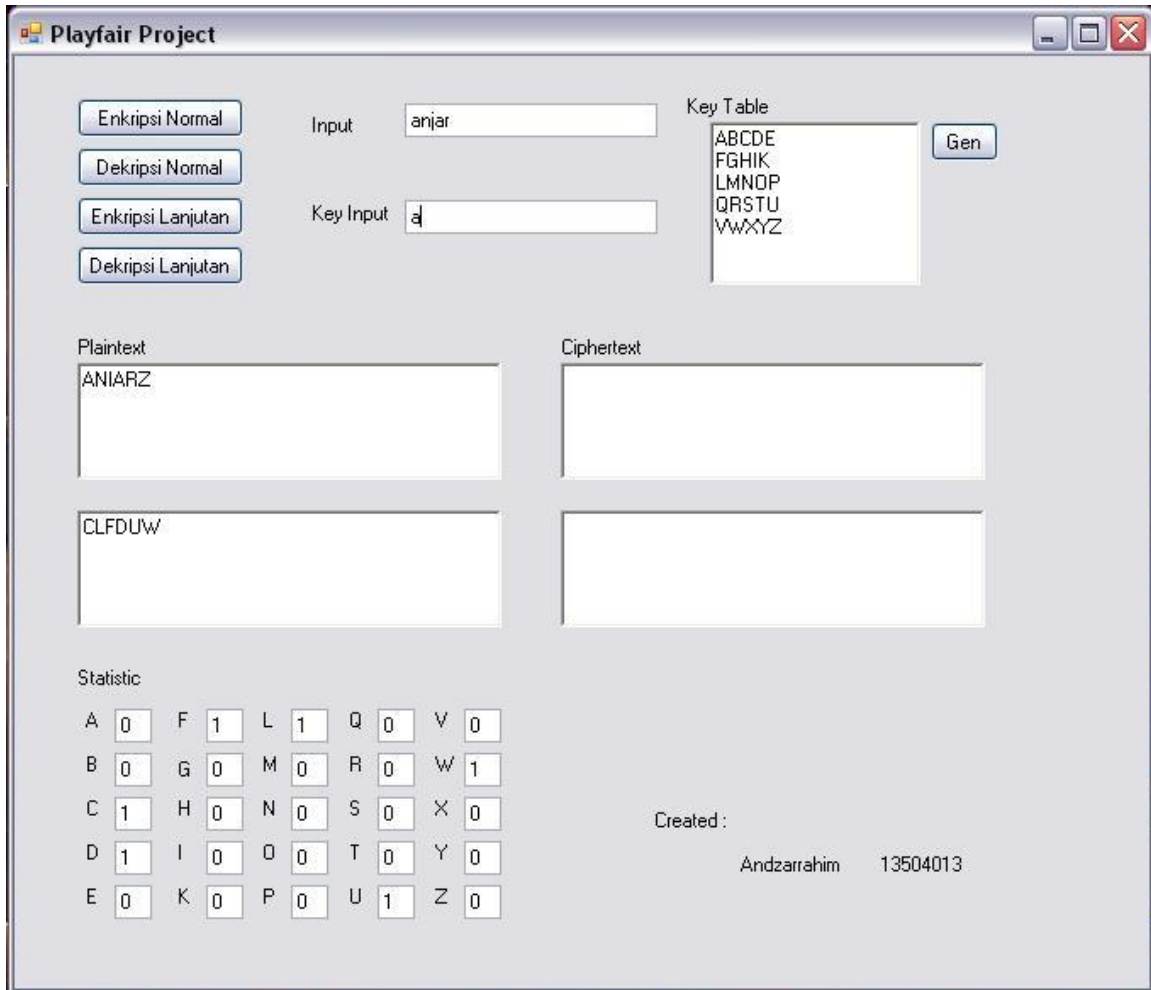 Playfair Project
Enkripsi Normal
Dekripsi Normal
Enkripsi Lanjutan
Dekripsi Lanjutan
Input anjar
Key Input a
Key Table
ABCDE
FGHIK
LMNOP
QRSTU
VWXYZ
Gen
Plaintext
ANIARZ
CLFDUW
Ciphertext
Statistic
A 0 F 1 L 1 Q 0 V 0
B 0 G 0 M 0 R 0 W 1
C 1 H 0 N 0 S 0 X 0
D 1 I 0 O 0 T 0 Y 0
E 0 K 0 P 0 U 1 Z 0
Created :
Andzarrahim 13504013